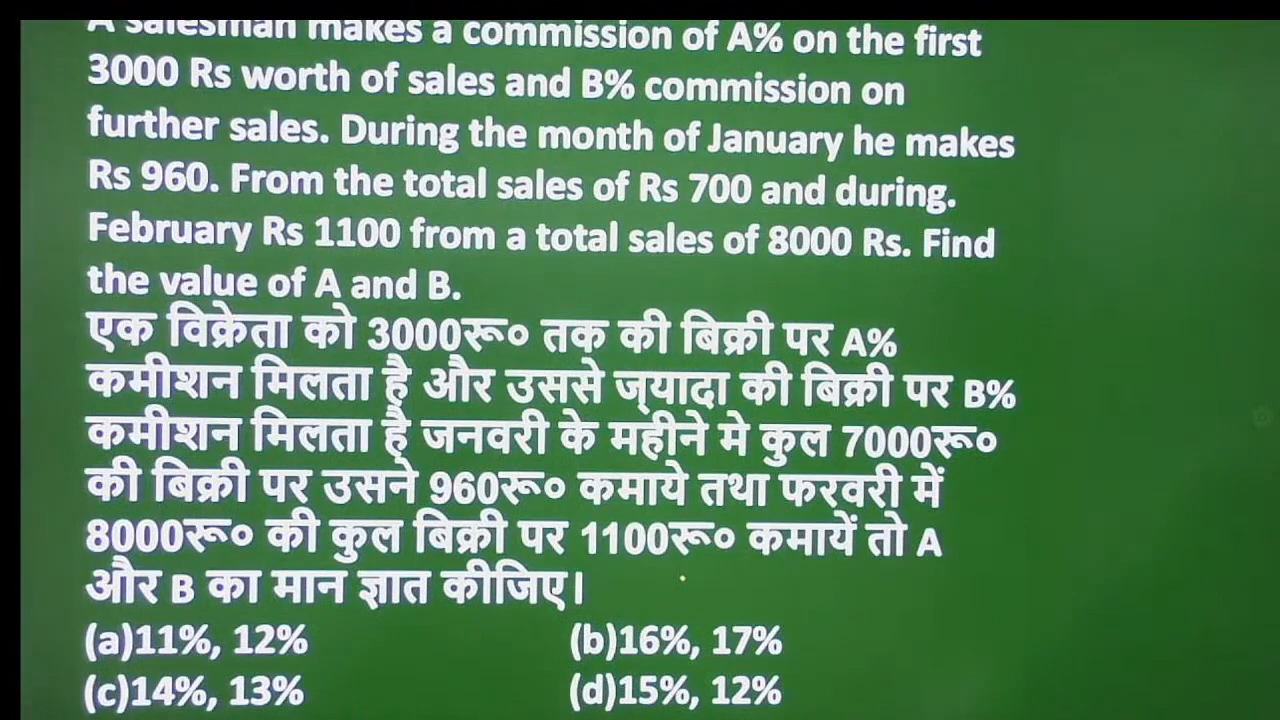 A salesman makes a commission of A% on the first
3000 Rs worth of sales and B% commission on
further sales. During the month of January he makes
Rs 960. From the total sales of Rs 700 and during.
February Rs 1100 from a total sales of 8000 Rs. Find
the value of A and B.
एक विक्रेता को 3000रू० तक की बिक्री पर A%
कमीशन मिलता है और उससे ज्यादा की बिक्री पर B%
कमीशन मिलता है जनवरी के महीने मे कुल 7000रू०
की बिक्री पर उसने 960रू० कमाये तथा फरवरी में
8000रू० की कुल बिक्री पर 1100रू० कमायें तो A
और B का मान ज्ञात कीजिए।
(a)11%, 12% (b)16%, 17%
(c)14%, 13% (d)15%, 12%